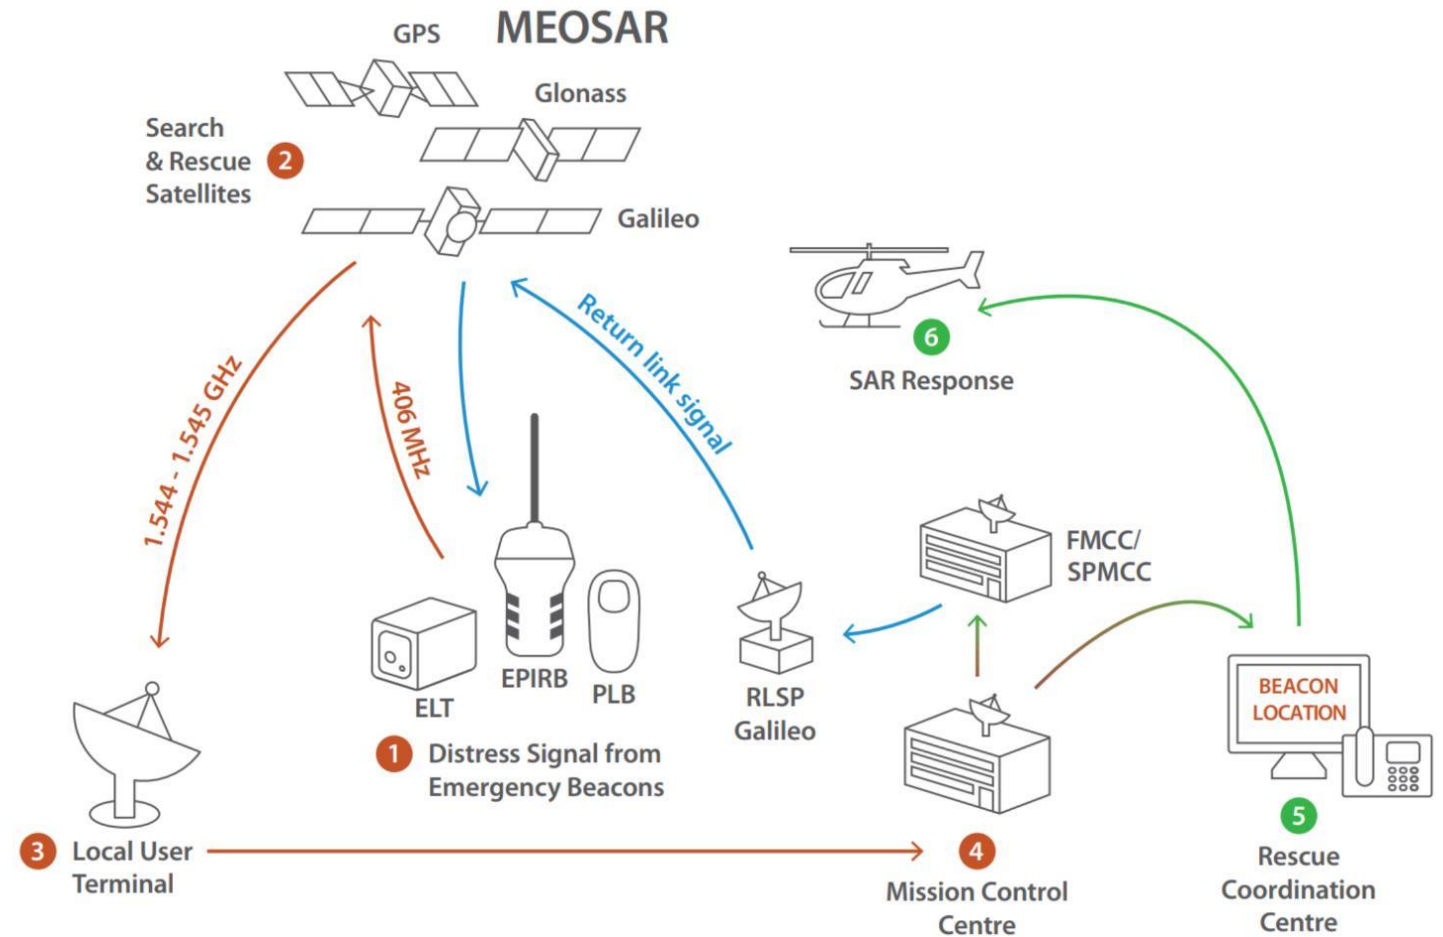 MEOSAR
GPS
Glonass
Search
& Rescue
Satellites
2
Galileo
1.544 - 1.545 GHz
406 MHz
Return link signal
6
SAR Response
FMCC/
SPMCC
ELT
EPIRB
PLB
1
Distress Signal from
Emergency Beacons
RLSP
Galileo
BEACON
LOCATION
3
Local User
Terminal
4
Mission Control
Centre
5
Rescue
Coordination
Centre